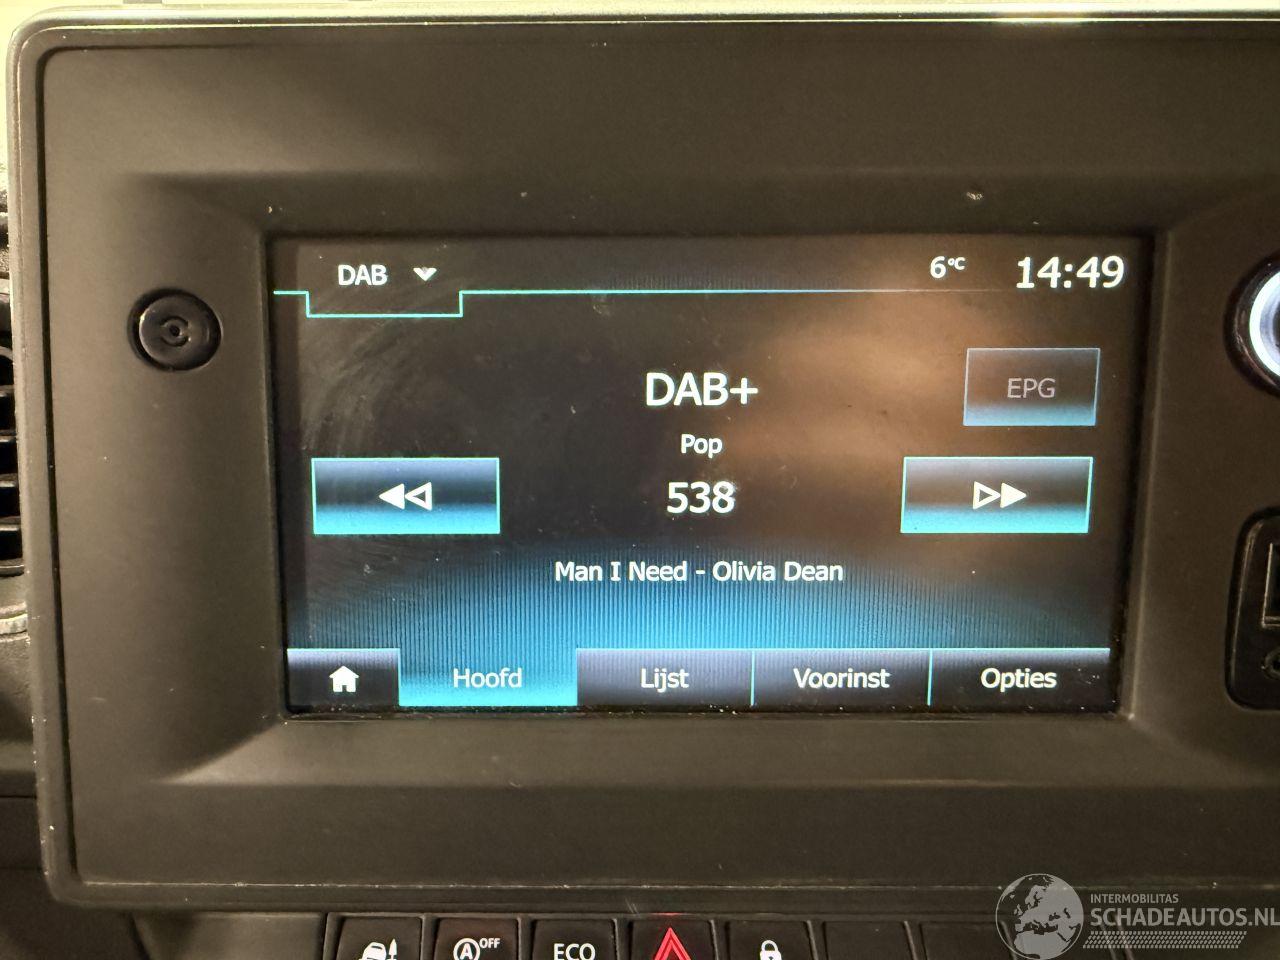 DAB
6°C
14:49
DAB+
EPG
Pop
538
Man I Need - Olivia Dean
Hoofd
Lijst
Voorinst
Opties
A OFF
ECO
INTERMOBILITAS
SCHADEAUTOS.NL